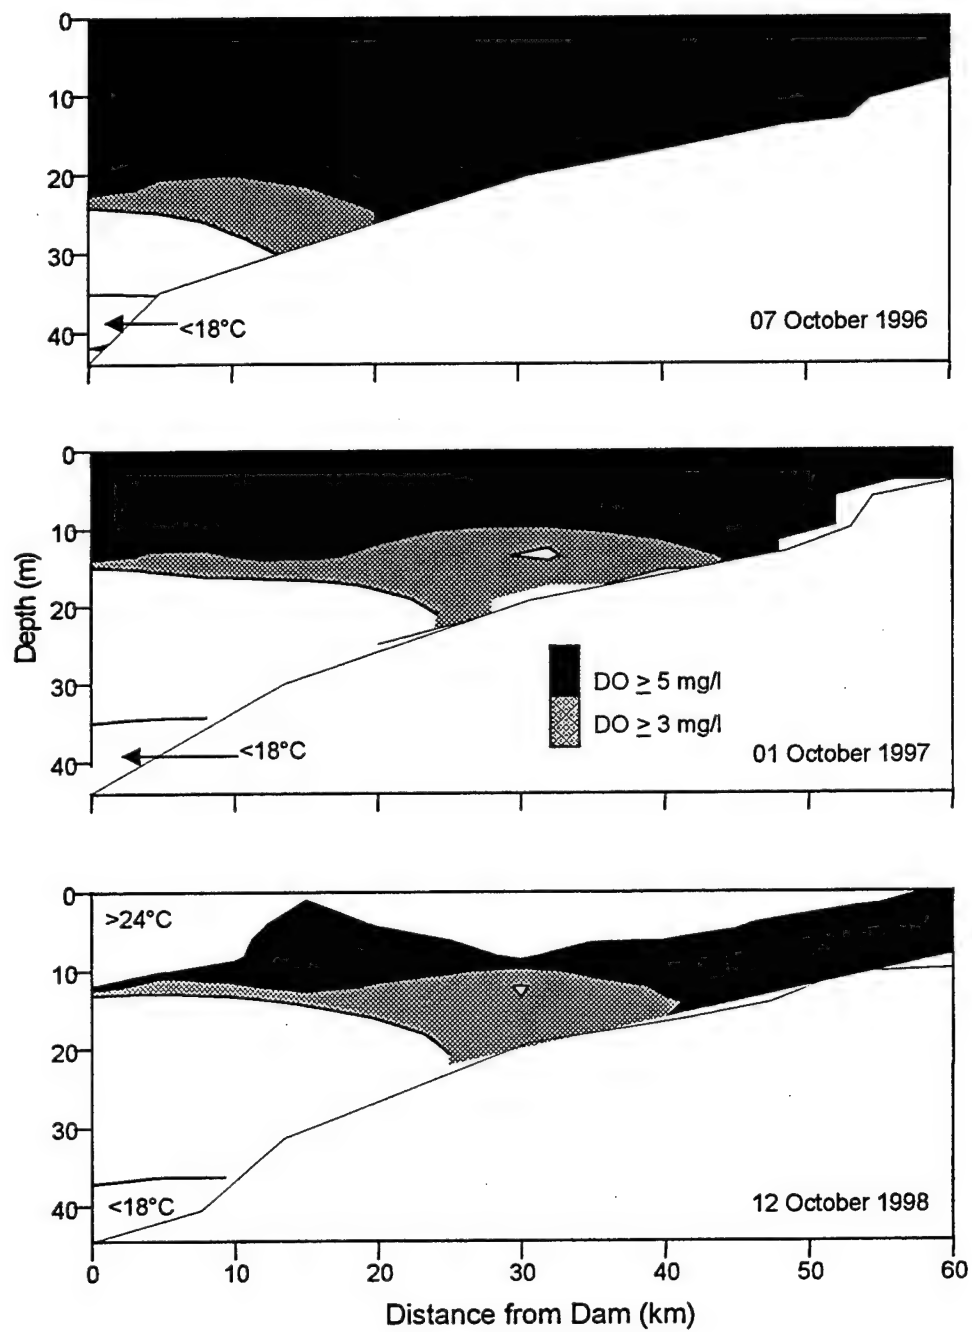 0
10
20
30
40
<18°C
07 October 1996
0
10
20
30
40
Depth (m)
DO ≥ 5 mg/l
DO ≥ 3 mg/l
<18°C
01 October 1997
0
>24°C
10
20
30
40
<18°C
12 October 1998
0 10 20 30 40 50 60
Distance from Dam (km)